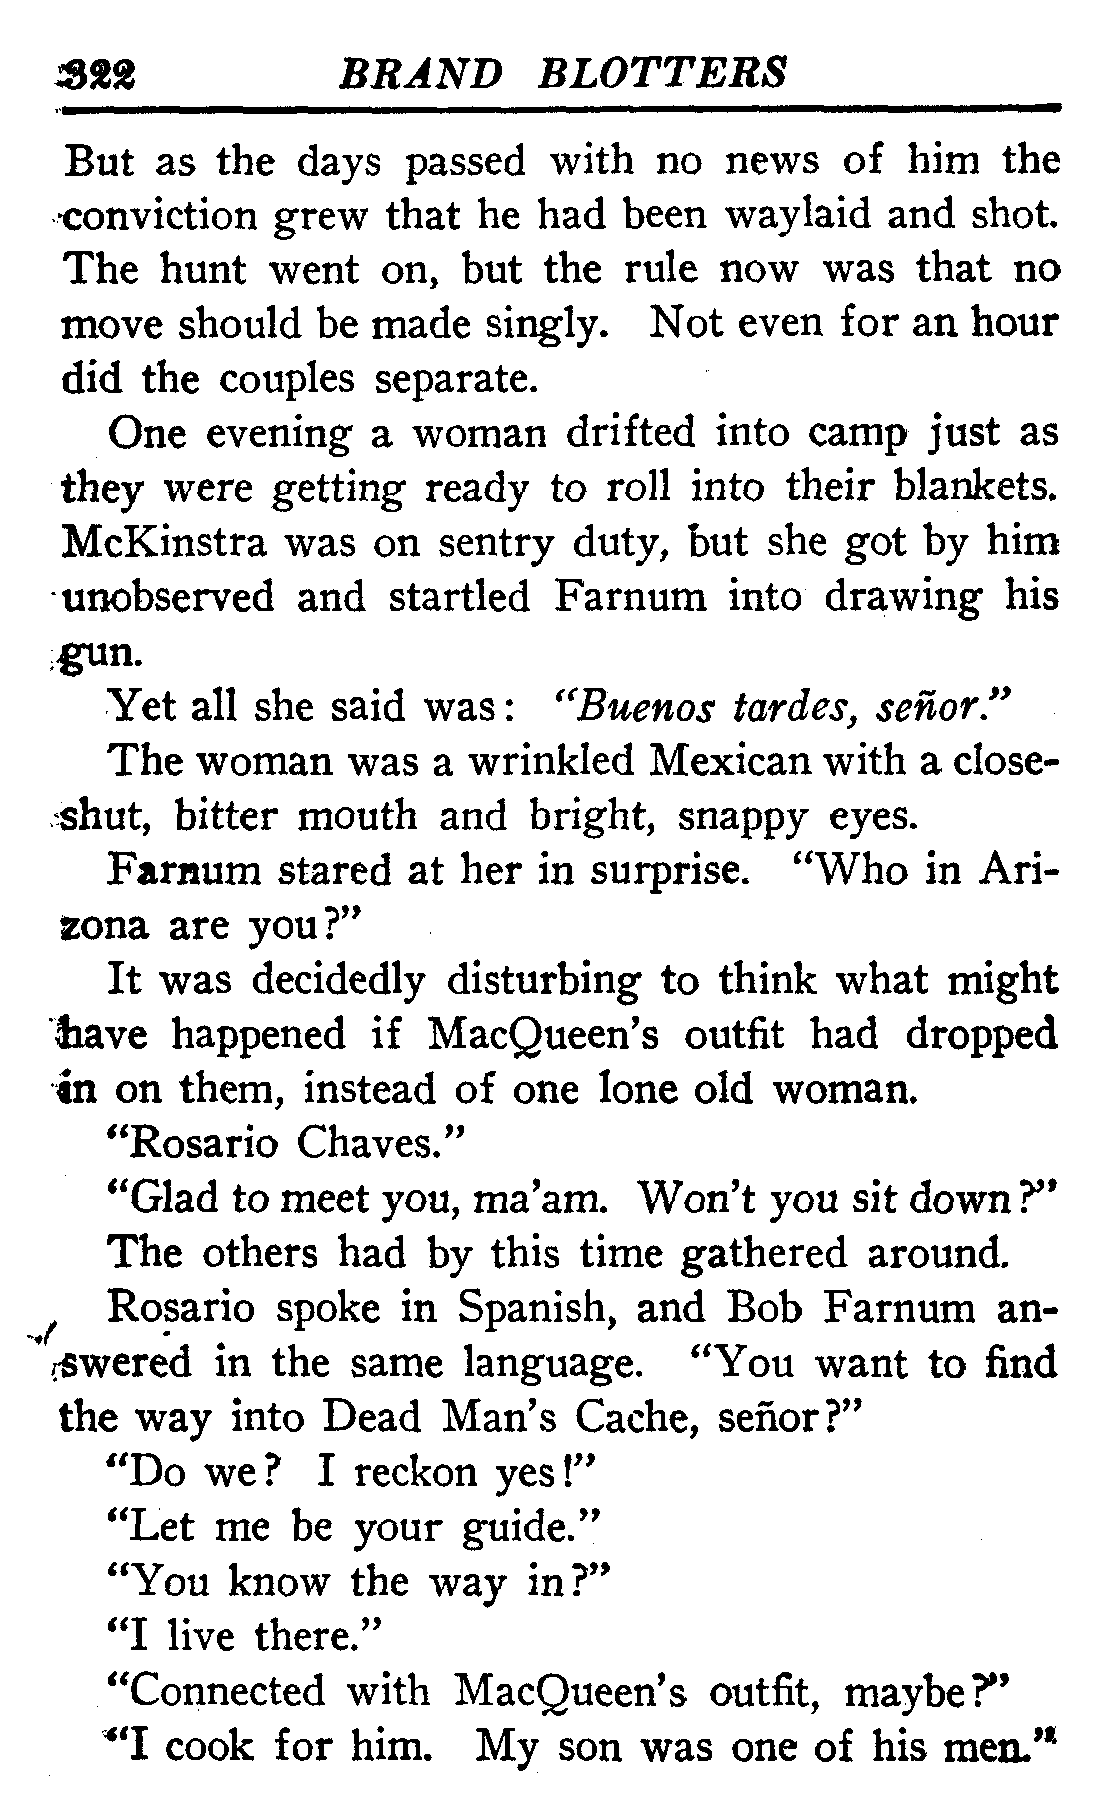 322 BRAND BLOTTERS
But as the days passed with no news of him the
conviction grew that he had been waylaid and shot.
The hunt went on, but the rule now was that no
move should be made singly. Not even for an hour
did the couples separate.
One evening a woman drifted into camp just as
they were getting ready to roll into their blankets.
McKinstra was on sentry duty, but she got by him
unobserved and startled Farnum into drawing his
gun.
Yet all she said was: "Buenos tardes, señor."
The woman was a wrinkled Mexican with a close-
shut, bitter mouth and bright, snappy eyes.
Farnum stared at her in surprise. "Who in Ari-
zona are you?"
It was decidedly disturbing to think what might
have happened if MacQueen's outfit had dropped
in on them, instead of one lone old woman.
"Rosario Chaves."
"Glad to meet you, ma'am. Won't you sit down?"
The others had by this time gathered around.
Rosario spoke in Spanish, and Bob Farnum an-
swered in the same language. "You want to find
the way into Dead Man's Cache, señor?"
"Do we? I reckon yes!"
"Let me be your guide."
"You know the way in?"
"I live there."
"Connected with MacQueen's outfit, maybe?"
"I cook for him. My son was one of his men."